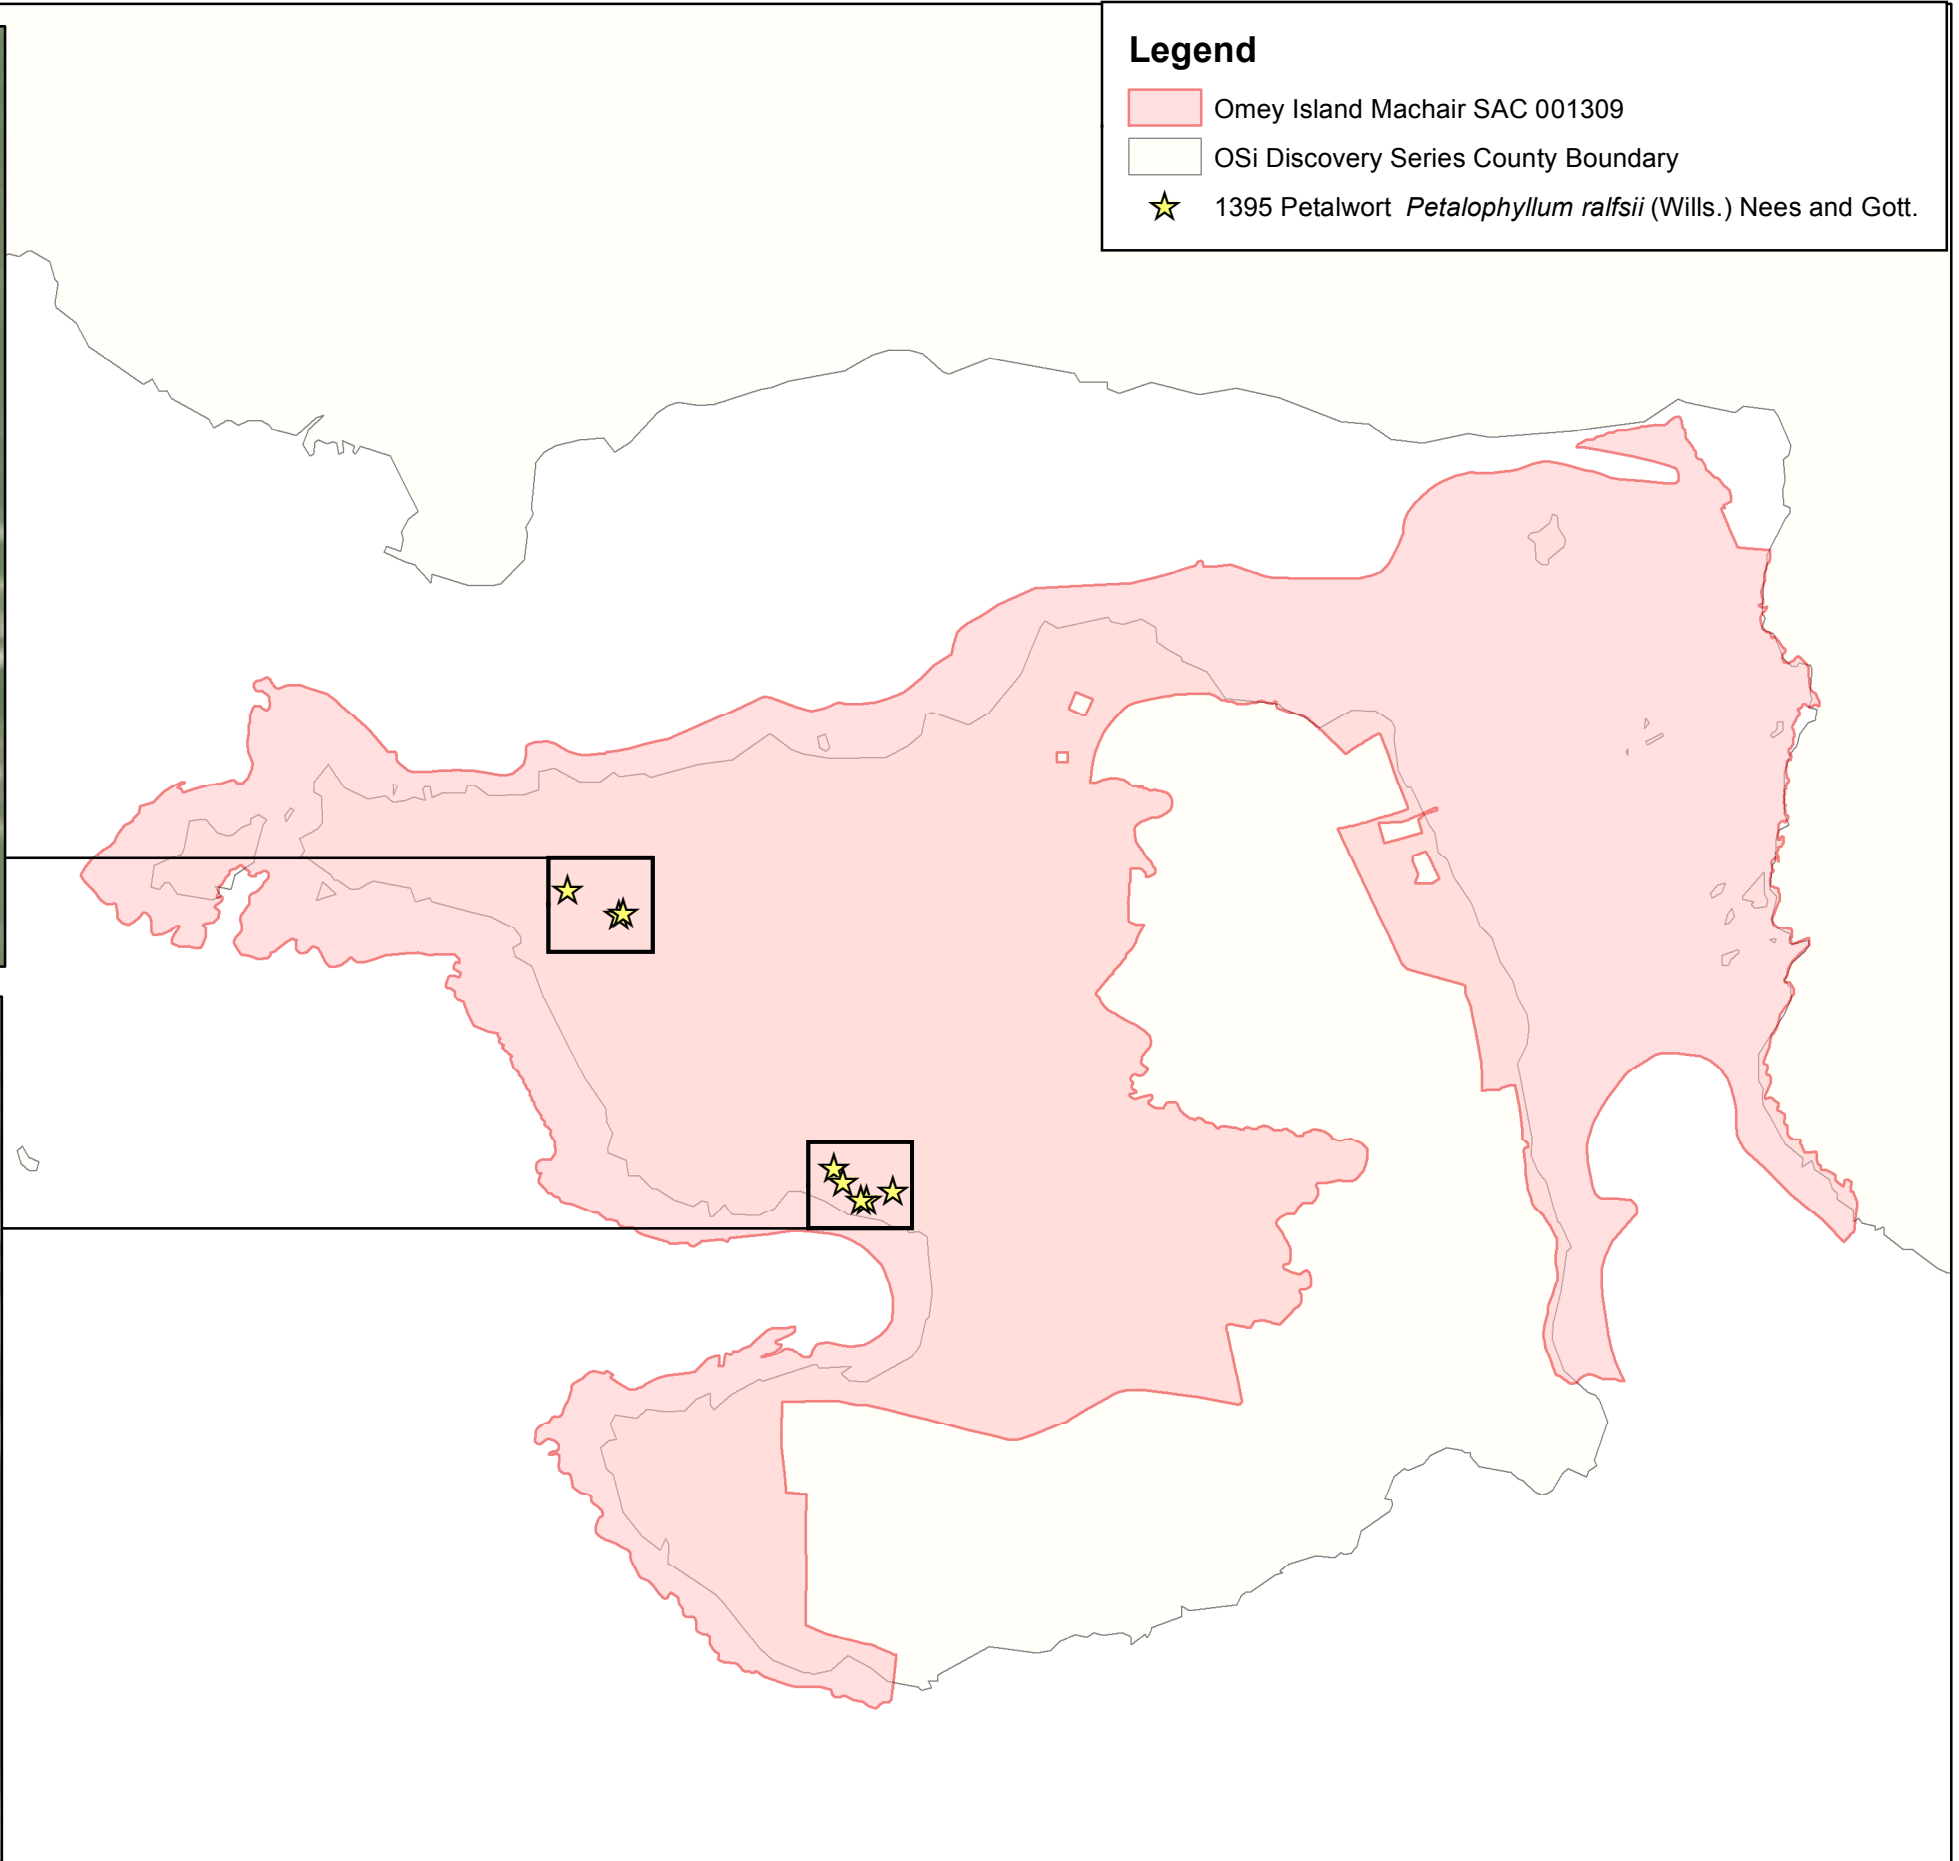 Legend
Omey Island Machair SAC 001309
OSi Discovery Series County Boundary
1395 Petalwort Petalophyllum ralfsii (Wills.) Nees and Gott.